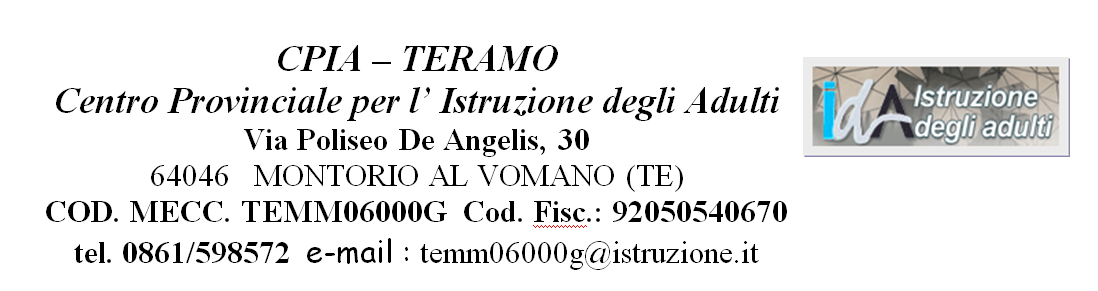 CPIA – TERAMO
Centro Provinciale per l’ Istruzione degli Adulti
Via Poliseo De Angelis, 30
64046 MONTORIO AL VOMANO (TE)
COD. MECC. TEMM06000G Cod. Fisc.: 92050540670
tel. 0861/598572 e-mail : temm06000g@istruzione.it
idA Istruzione
degli adulti